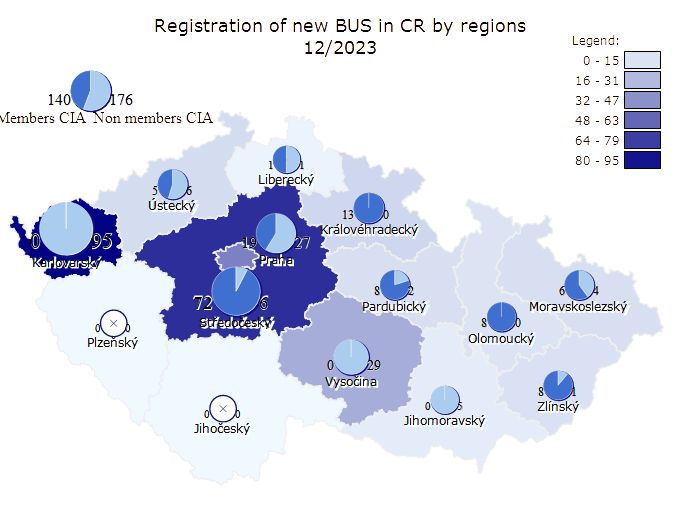 Registration of new BUS in CR by regions
12/2023
Legend:
0 - 15
16 - 31
32 - 47
48 - 63
64 - 79
80 - 95
140 176
Members CIA Non members CIA
1 1
Liberecký
5 6
Ústecký
13 0
Královéhradecký
0 95
Karlovarský
19 27
Praha
72 6
Středočeský
8 2
Pardubický
6 4
Moravskoslezský
8 0
Olomoucký
0 0
Plzeňský
0 29
Vysočina
8 1
Zlínský
0 5
Jihomoravský
0 0
Jihočeský